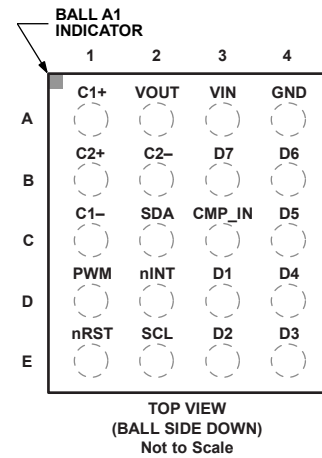 BALL A1
INDICATOR
1 2 3 4
C1+ VOUT VIN GND
A
C2+ C2– D7 D6
B
C1– SDA CMP_IN D5
C
PWM nINT D1 D4
D
nRST SCL D2 D3
E
TOP VIEW
(BALL SIDE DOWN)
Not to Scale